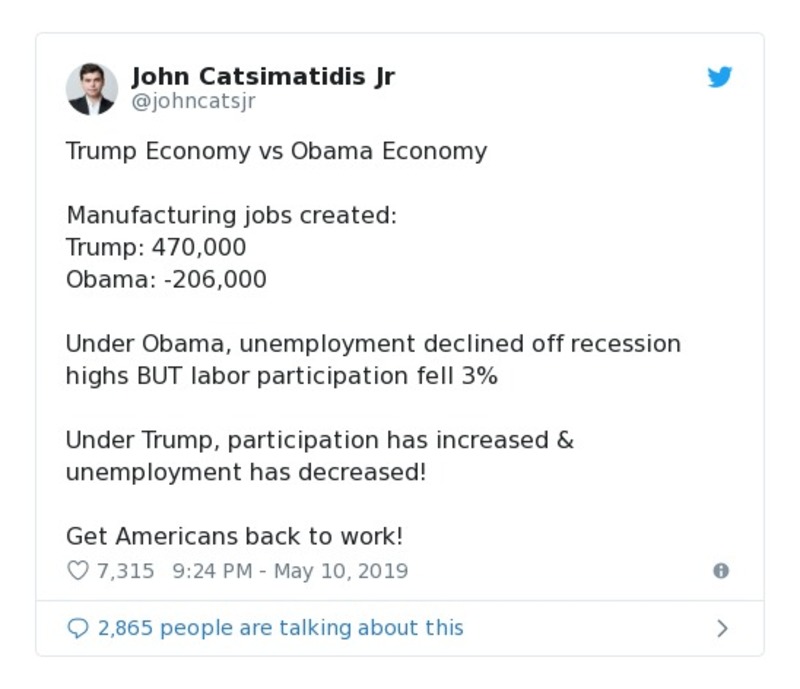 John Catsimatidis Jr
@johncatsjr
Trump Economy vs Obama Economy
Manufacturing jobs created:
Trump: 470,000
Obama: -206,000
Under Obama, unemployment declined off recession
highs BUT labor participation fell 3%
Under Trump, participation has increased &
unemployment has decreased!
Get Americans back to work!
7,315 9:24 PM - May 10, 2019
2,865 people are talking about this